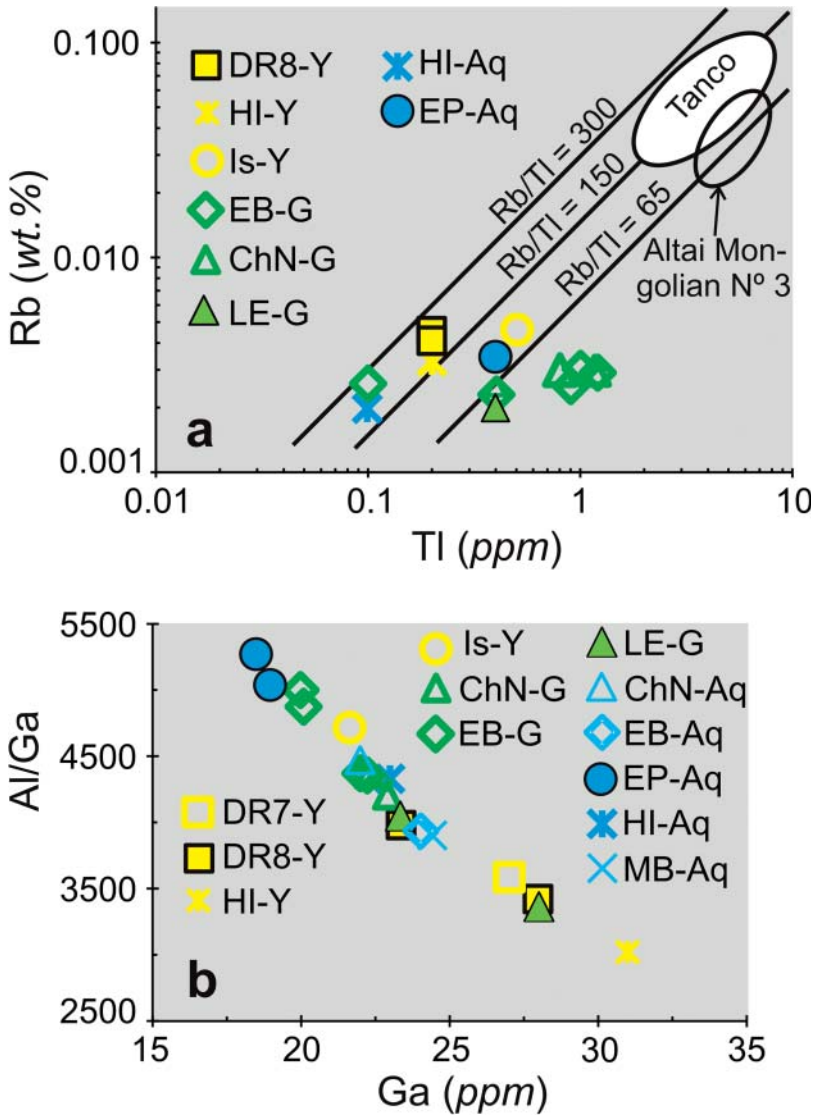 0.100
0.010
0.001
Rb (wt.%)
DR8-Y
HI-Y
Is-Y
EB-G
ChN-G
LE-G
HI-Aq
EP-Aq
Rb/Tl = 300
Rb/Tl = 150
Rb/Tl = 65
Tanco
Altai Mon-
golian Nº 3
a
0.01 0.1 1 10
Tl (ppm)
5500
4500
3500
2500
Al/Ga
Is-Y
ChN-G
EB-G
LE-G
ChN-Aq
EB-Aq
EP-Aq
HI-Aq
MB-Aq
DR7-Y
DR8-Y
HI-Y
b
15 20 25 30 35
Ga (ppm)